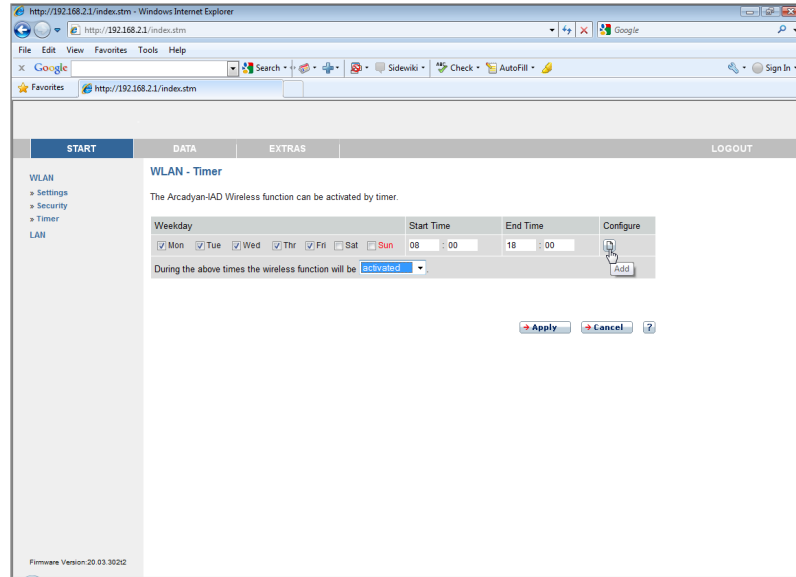 http://192.168.2.1/index.stm - Windows Internet Explorer
http://192.168.2.1/index.stm
Google
File Edit View Favorites Tools Help
x Google Search Sidewiki Check AutoFill Sign In
Favorites http://192.168.2.1/index.stm
START DATA EXTRAS LOGOUT
WLAN
» Settings
» Security
» Timer
LAN
WLAN - Timer
The Arcadyan-IAD Wireless function can be activated by timer.
Weekday Start Time End Time Configure
Mon Tue Wed Thr Fri Sat Sun 08 : 00 18 : 00
Add
During the above times the wireless function will be activated .
Apply Cancel ?
Firmware Version:20.03.302t2